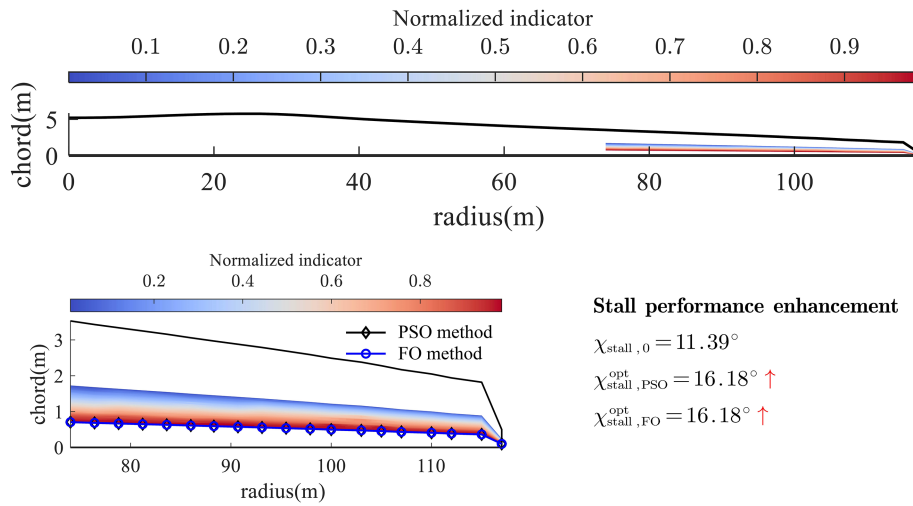 Normalized indicator
0.1 0.2 0.3 0.4 0.5 0.6 0.7 0.8 0.9
chord(m)
5
0
0 20 40 60 80 100
radius(m)
Normalized indicator
0.2 0.4 0.6 0.8
PSO method
FO method
chord(m)
3
2
1
0
80 90 100 110
radius(m)
Stall performance enhancement
χstall,0 = 11.39°
χ^opt_stall,PSO = 16.18° ↑
χ^opt_stall,FO = 16.18° ↑